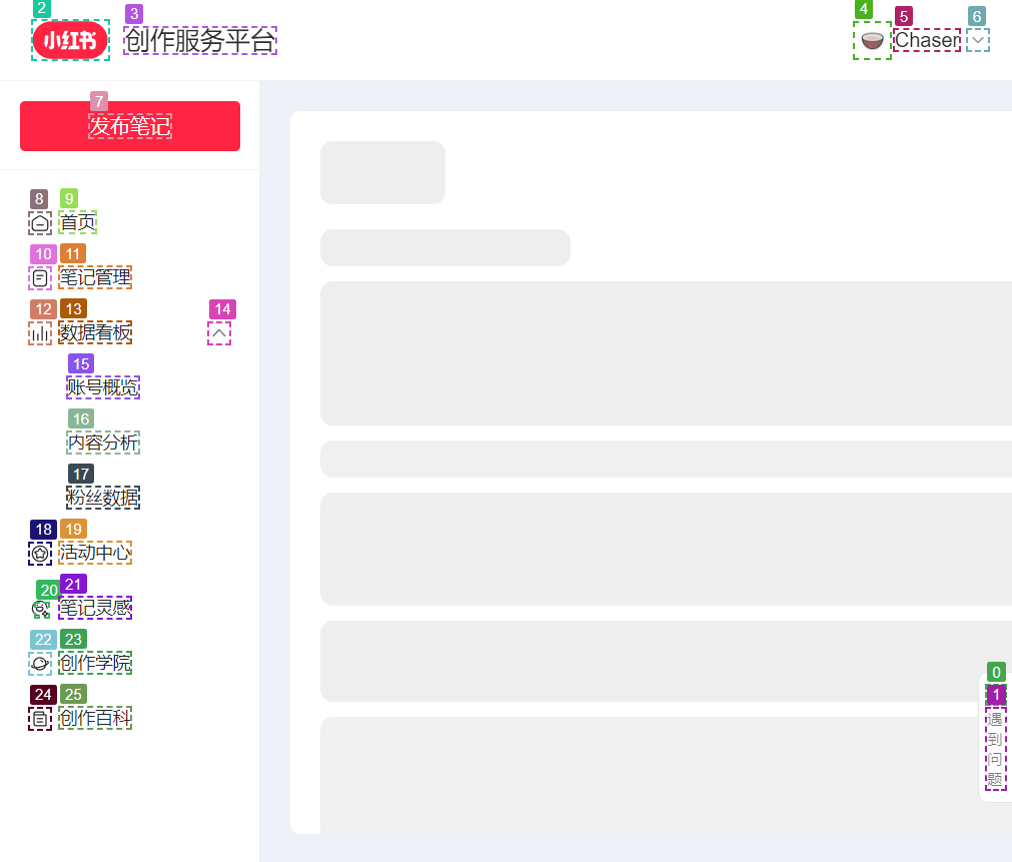 2
3
4
5
6
小红书
创作服务平台
Chaser
7
发布笔记
8
9
首页
10
11
笔记管理
12
13
14
数据看板
15
账号概览
16
内容分析
17
粉丝数据
18
19
活动中心
20
21
笔记灵感
22
23
创作学院
24
25
创作百科
0
1
遇
到
问
题